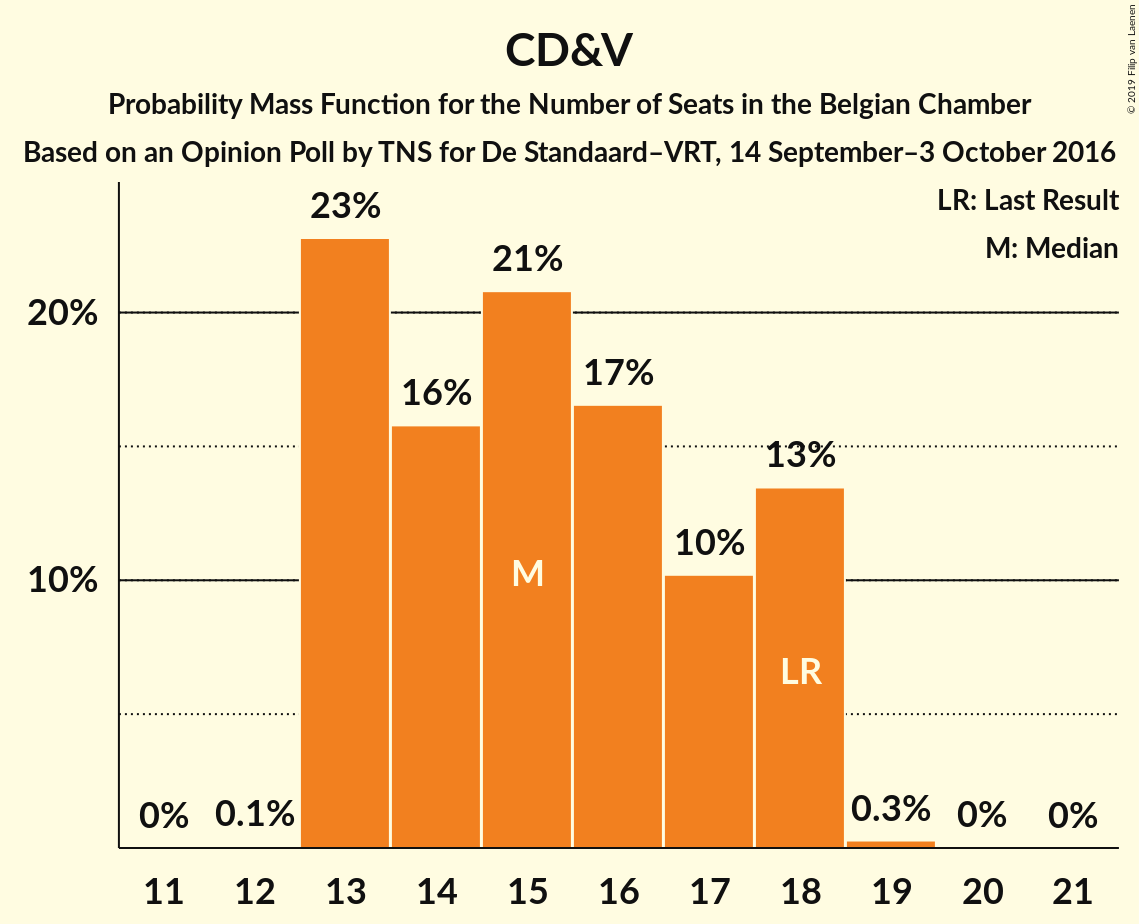 CD&V
Probability Mass Function for the Number of Seats in the Belgian Chamber
Based on an Opinion Poll by TNS for De Standaard–VRT, 14 September–3 October 2016
© 2019 Filip van Laenen
LR: Last Result
M: Median
23%
21%
20%
17%
16%
13%
10%
10%
M
LR
0%
0.1%
0.3%
0%
0%
11 12 13 14 15 16 17 18 19 20 21